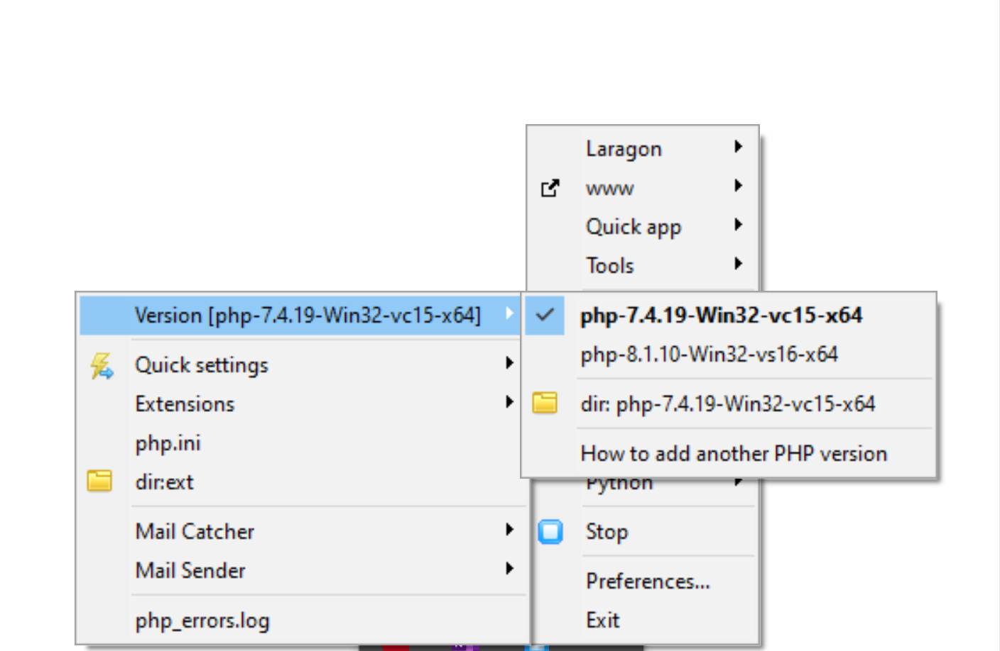 Laragon
www
Quick app
Tools
Version [php-7.4.19-Win32-vc15-x64]
Quick settings
Extensions
php.ini
dir:ext
Mail Catcher
Mail Sender
php_errors.log
php-7.4.19-Win32-vc15-x64
php-8.1.10-Win32-vs16-x64
dir: php-7.4.19-Win32-vc15-x64
How to add another PHP version
Python
Stop
Preferences...
Exit